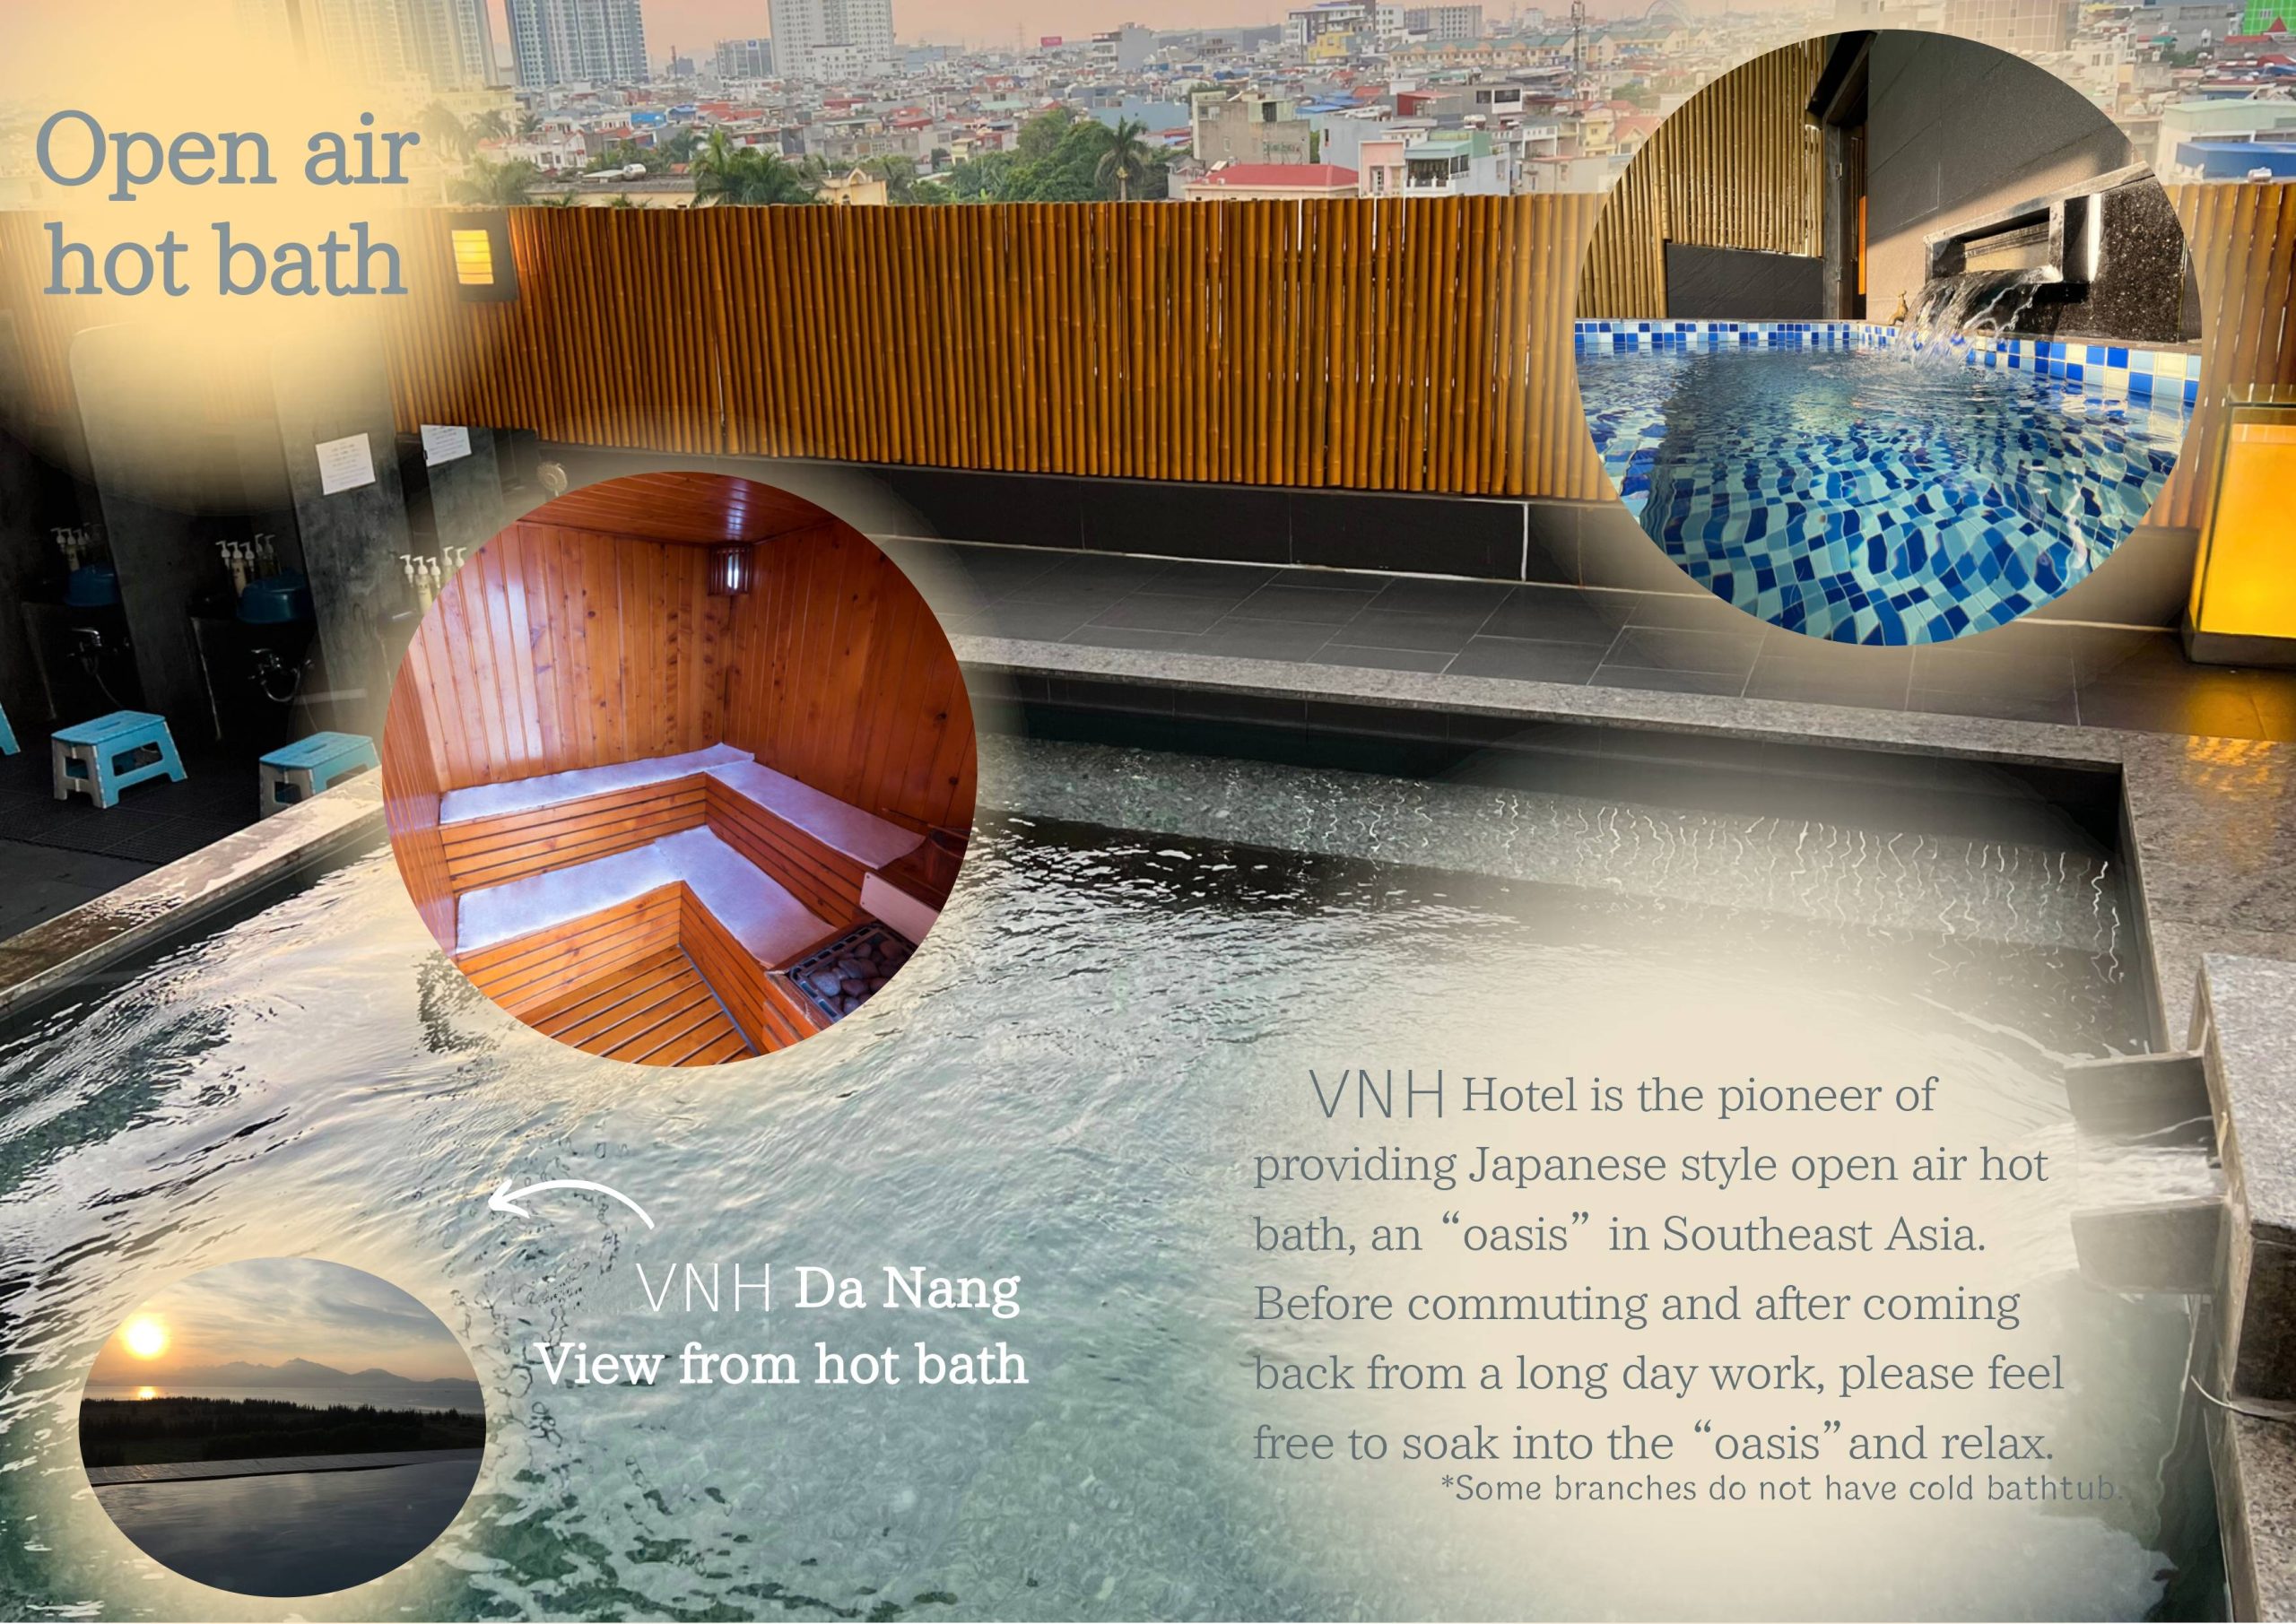 Open air
hot bath
VNH Hotel is the pioneer of
providing Japanese style open air hot
bath, an “oasis” in Southeast Asia.
Before commuting and after coming
back from a long day work, please feel
free to soak into the “oasis”and relax.
*Some branches do not have cold bathtub.
VNH Da Nang
View from hot bath